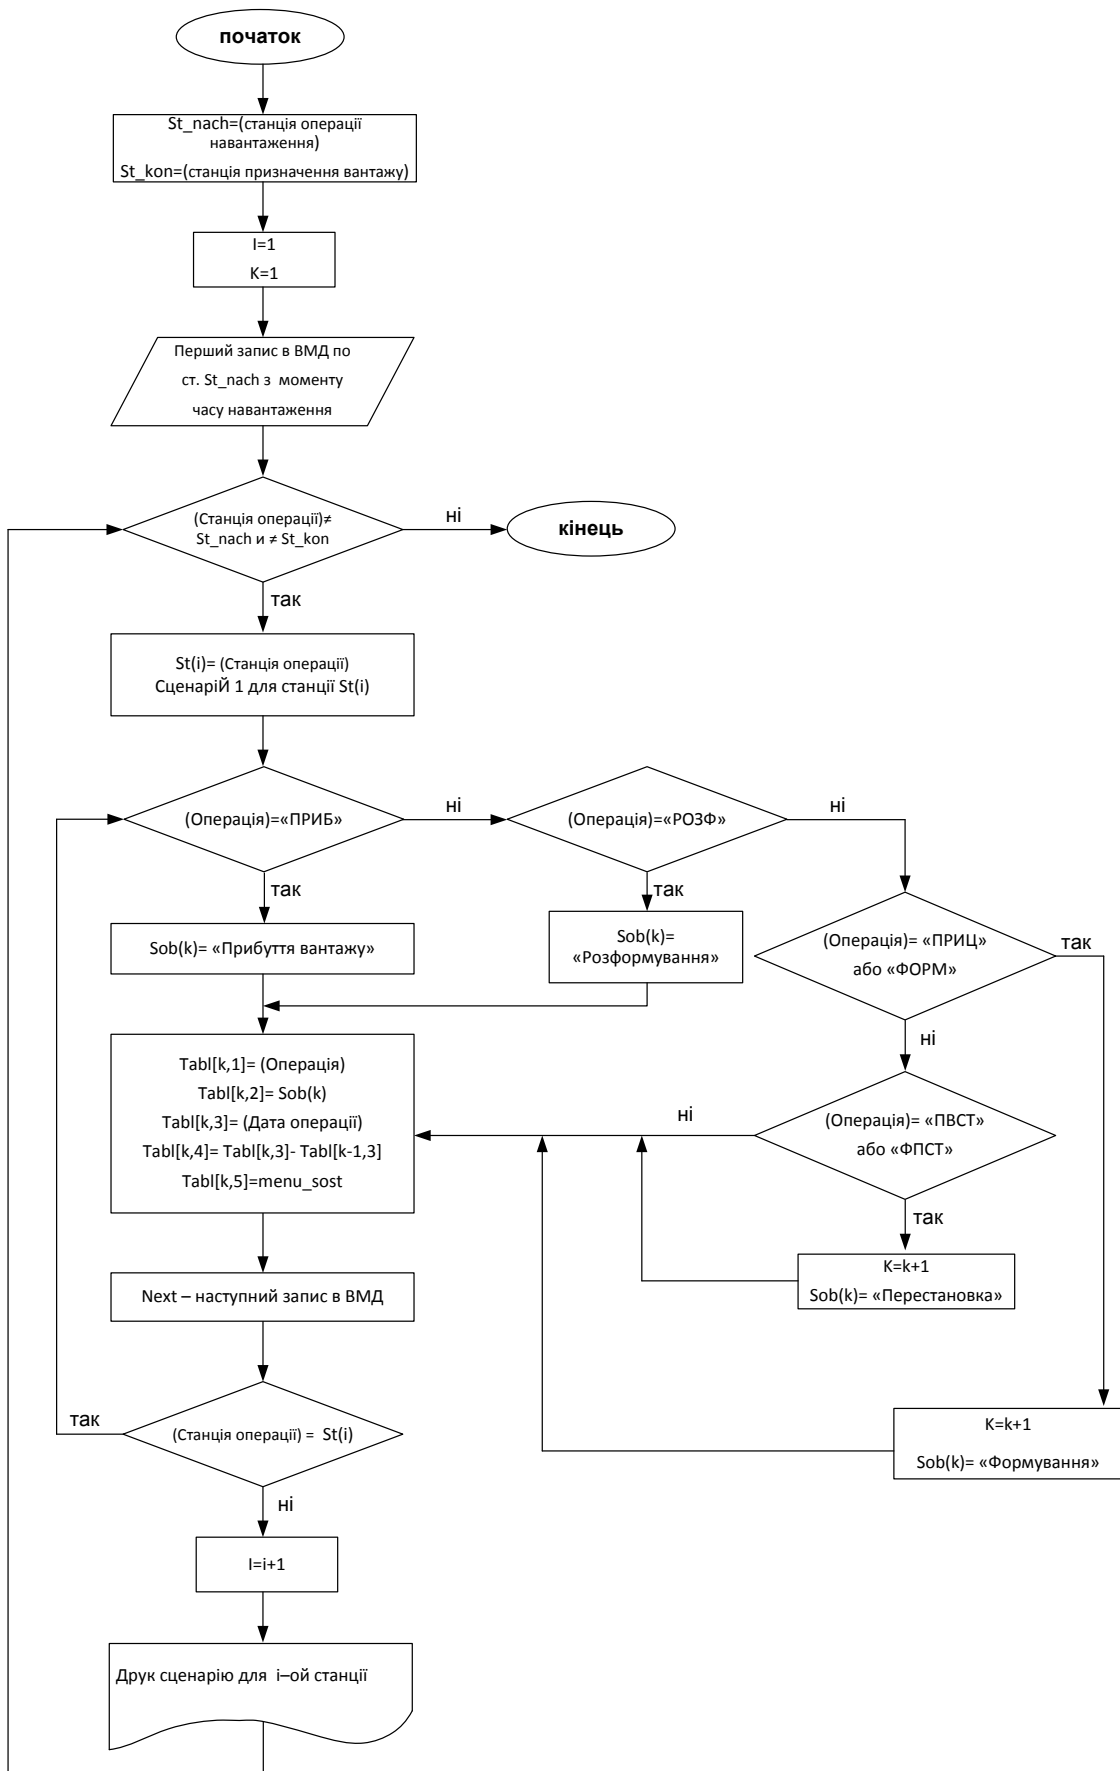 початок
St_nach=(станція операції
навантаження)
St_kon=(станція призначення вантажу)
I=1
K=1
Перший запис в ВМД по
ст. St_nach з моменту
часу навантаження
(Станція операції)≠
St_nach и ≠ St_kon
ні
кінець
так
St(i)= (Станція операції)
СценаріЙ 1 для станції St(i)
(Операція)=«ПРИБ»
ні
(Операція)=«РОЗФ»
ні
так
так
Sob(k)= «Прибуття вантажу»
Sob(k)=
«Розформування»
(Операція)= «ПРИЦ»
або «ФОРМ»
так
ні
Tabl[k,1]= (Операція)
Tabl[k,2]= Sob(k)
Tabl[k,3]= (Дата операції)
Tabl[k,4]= Tabl[k,3]- Tabl[k-1,3]
Tabl[k,5]=menu_sost
ні
(Операція)= «ПВСТ»
або «ФПСТ»
так
K=k+1
Sob(k)= «Перестановка»
Next – наступний запис в ВМД
так
(Станція операції) = St(i)
K=k+1
Sob(k)= «Формування»
ні
I=i+1
Друк сценарію для і–ой станції